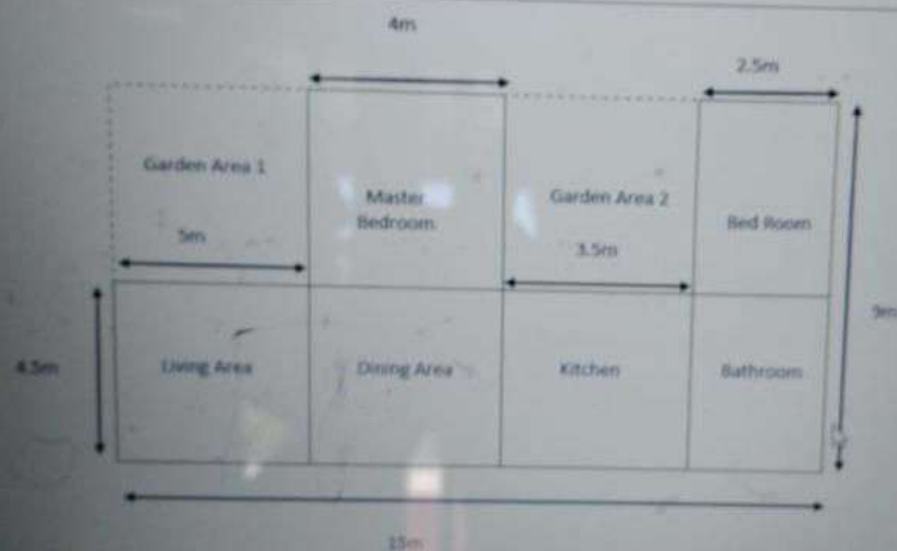 4m
2.5m
Garden Area 1
Master
Bedroom
Garden Area 2
Bed Room
5m
3.5m
9m
4.5m
Living Area
Dining Area
Kitchen
Bathroom
15m